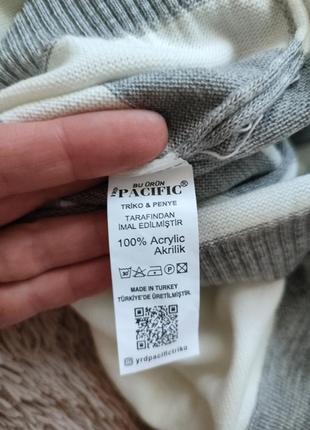 BU ÜRÜN
yrd PACIFIC®
TRİKO & PENYE
TARAFINDAN
İMAL EDİLMİŞTİR
100% Acrylic
Akrilik
MADE IN TURKEY
TÜRKİYE'DE ÜRETİLMİŞTİR.
yrdpacifictriko